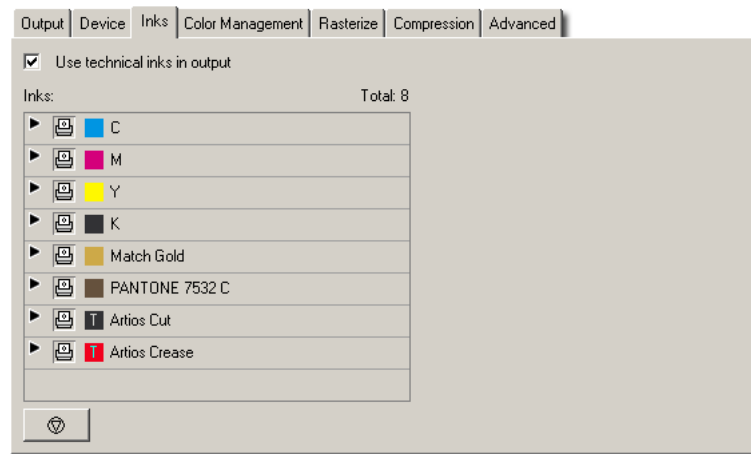 Output Device Inks Color Management Rasterize Compression Advanced
Use technical inks in output
Inks: Total: 8
C
M
Y
K
Match Gold
PANTONE 7532 C
T Artios Cut
T Artios Crease